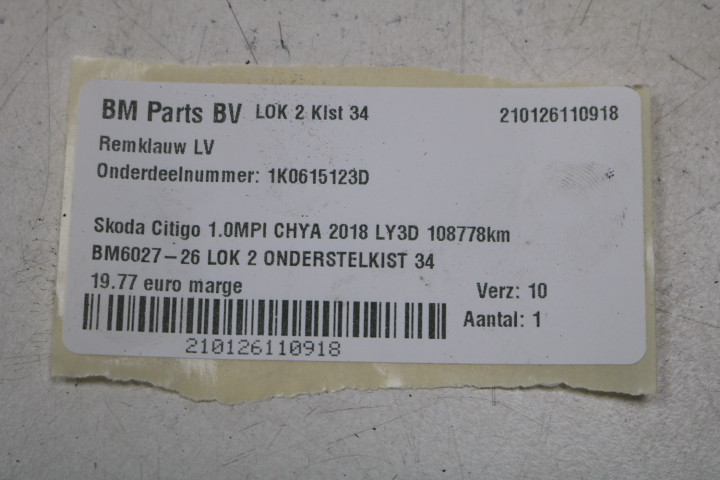 BM Parts BV LOK 2 KIst 34 210126110918
Remklauw LV
Onderdeelnummer: 1K0615123D
Skoda Citigo 1.0MPI CHYA 2018 LY3D 108778km
BM6027-26 LOK 2 ONDERSTELKIST 34
19.77 euro marge Verz: 10
Aantal: 1
210126110918